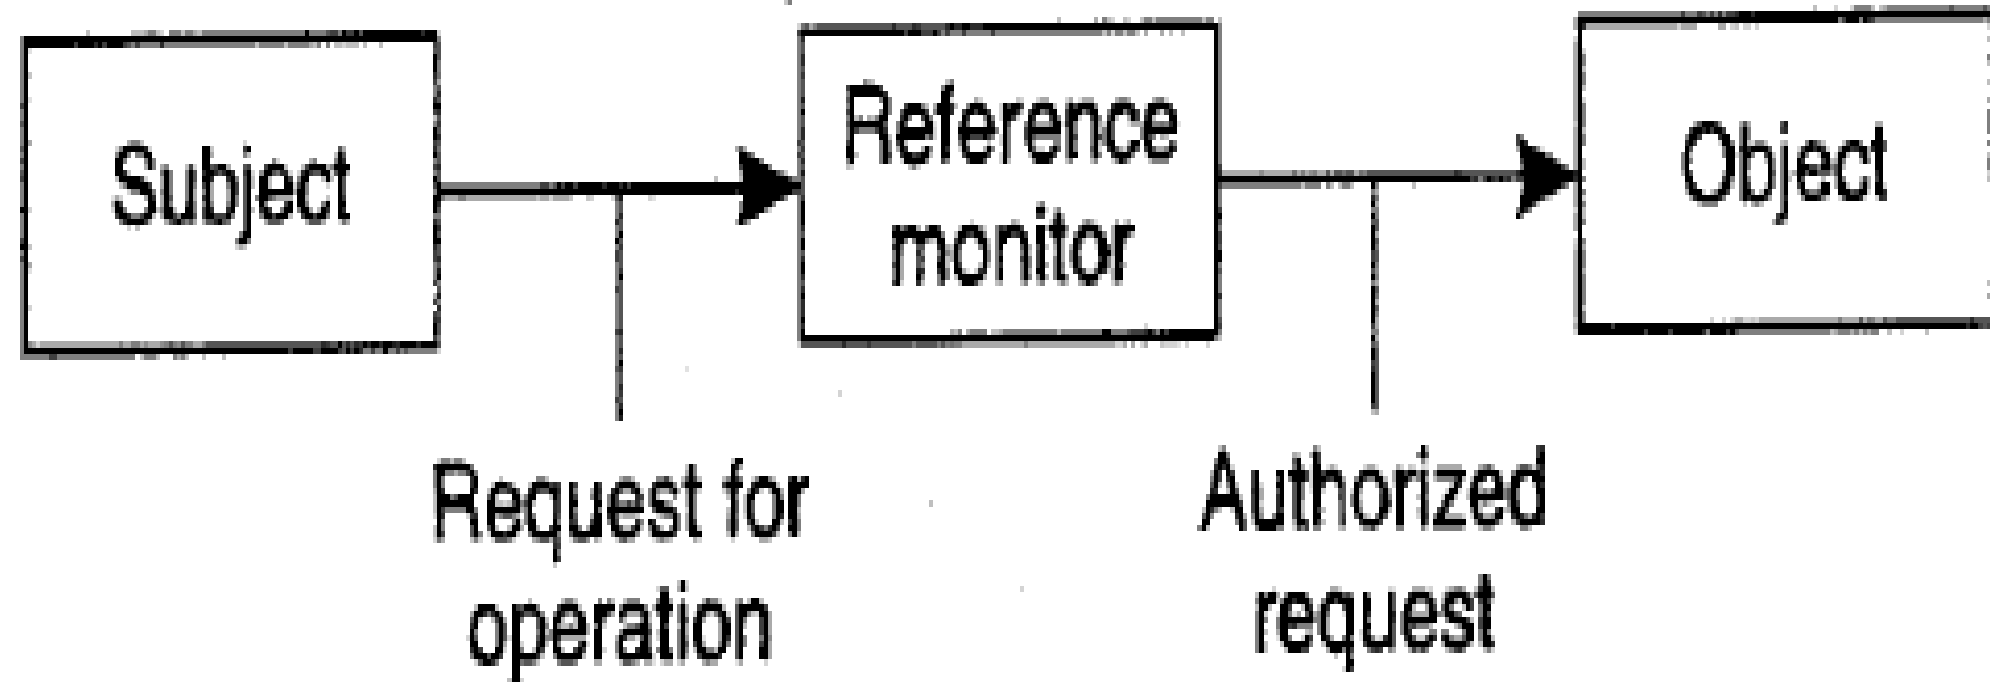 Subject
Reference
monitor
Object
Request for
operation
Authorized
request